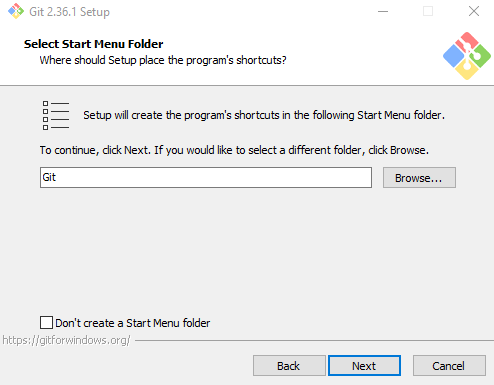 Git 2.36.1 Setup
Select Start Menu Folder
Where should Setup place the program's shortcuts?
Setup will create the program's shortcuts in the following Start Menu folder.
To continue, click Next. If you would like to select a different folder, click Browse.
Git
Browse...
Don't create a Start Menu folder
https://gitforwindows.org/
Back
Next
Cancel